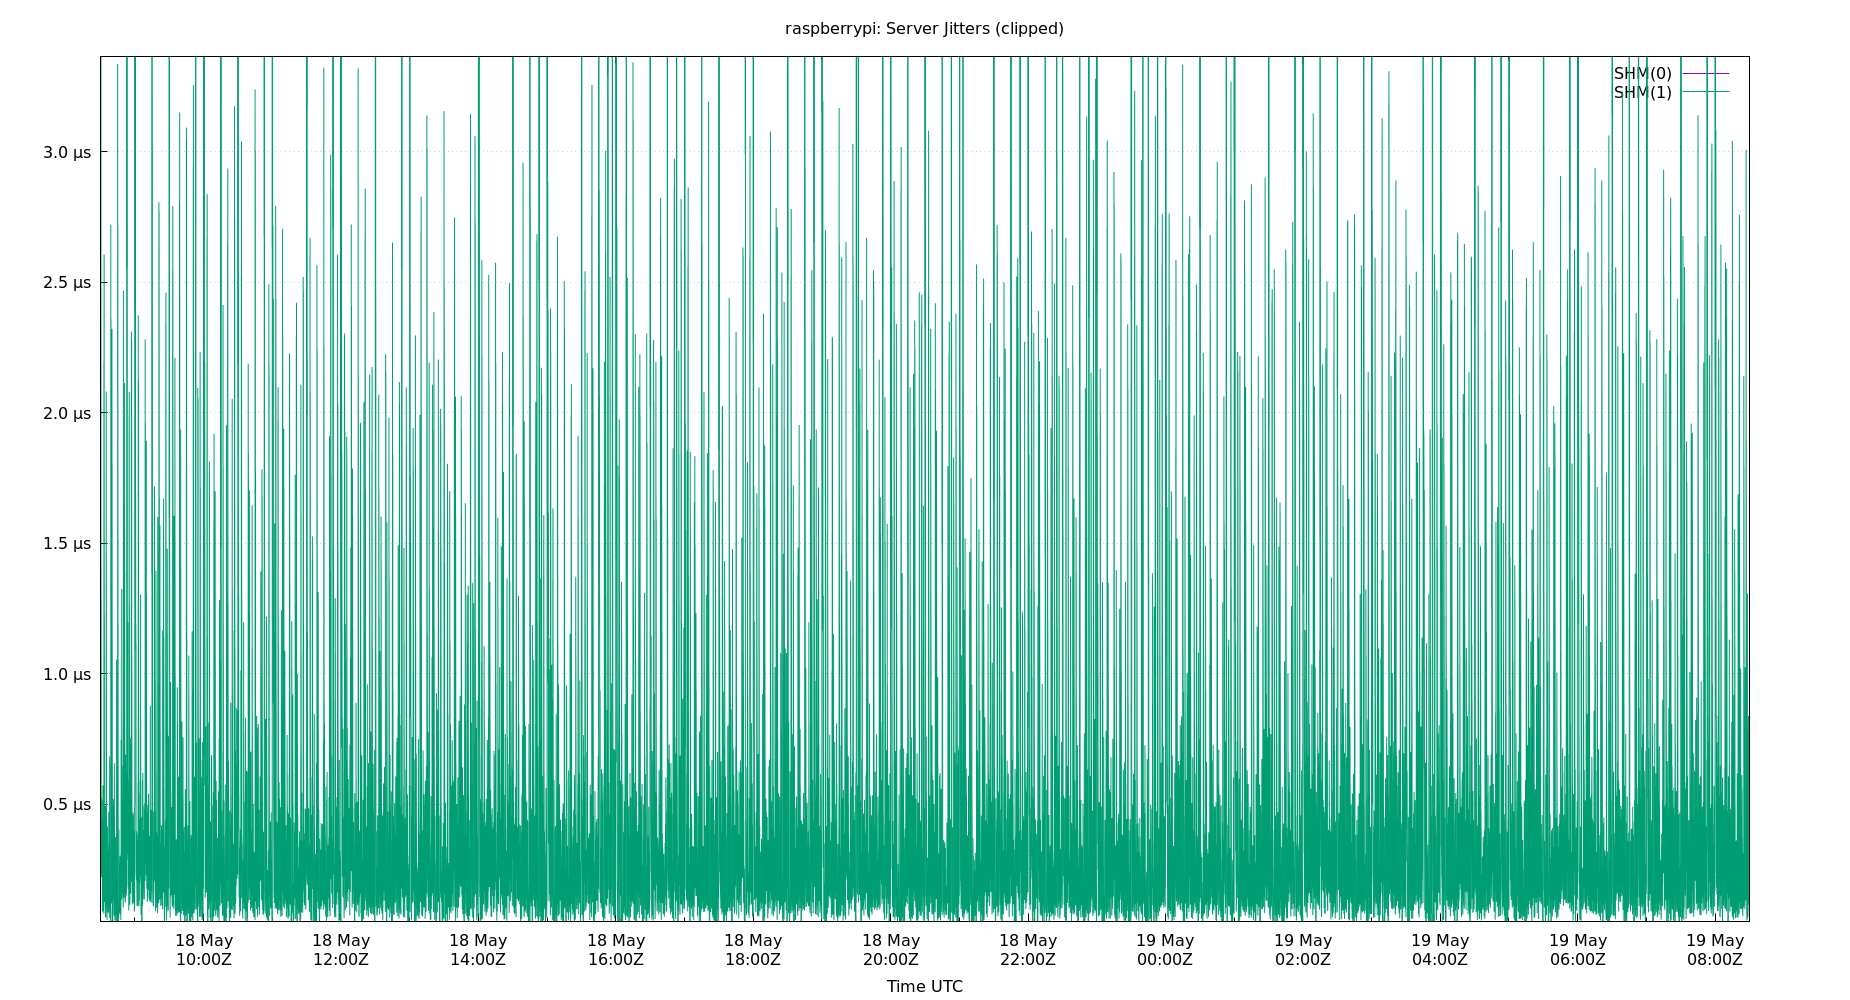 raspberrypi: Server Jitters (clipped)
SHM(0)
SHM(1)
3.0 µs
2.5 µs
2.0 µs
1.5 µs
1.0 µs
0.5 µs
18 May 18 May 18 May 18 May 18 May 18 May 18 May 19 May 19 May 19 May 19 May 19 May
10:00Z 12:00Z 14:00Z 16:00Z 18:00Z 20:00Z 22:00Z 00:00Z 02:00Z 04:00Z 06:00Z 08:00Z
Time UTC